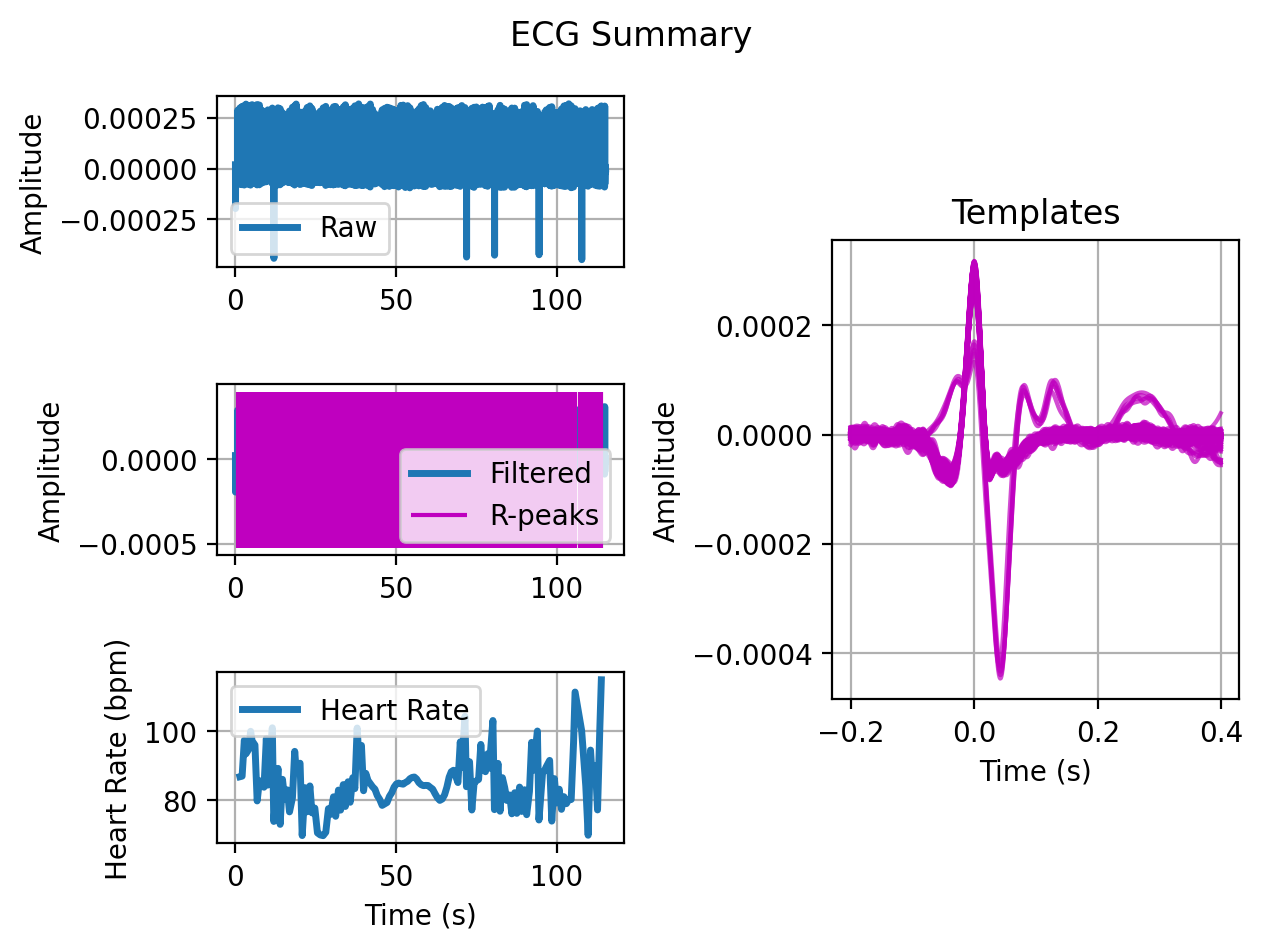 ECG Summary
Amplitude
0.00025
0.00000
−0.00025
Raw
0 50 100
Amplitude
0.0000
−0.0005
Filtered
R-peaks
0 50 100
Heart Rate (bpm)
100
80
Heart Rate
0 50 100
Time (s)
Templates
Amplitude
0.0002
0.0000
−0.0002
−0.0004
−0.2 0.0 0.2 0.4
Time (s)